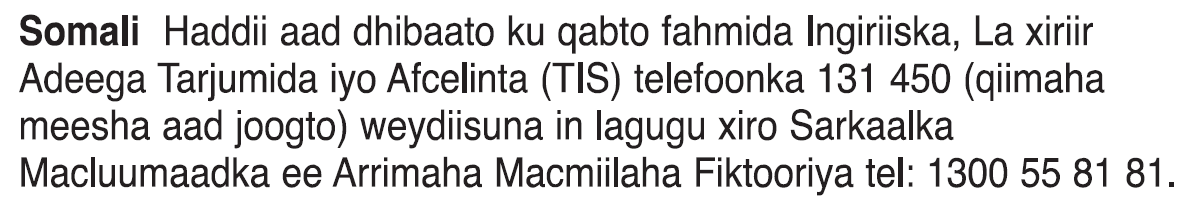 Somali Haddii aad dhibaato ku qabto fahmida Ingiriiska, La xiriir
Adeega Tarjumida iyo Afcelinta (TIS) telefoonka 131 450 (qiimaha
meesha aad joogto) weydiisuna in lagugu xiro Sarkaalka
Macluumaadka ee Arrimaha Macmiilaha Fiktooriya tel: 1300 55 81 81.